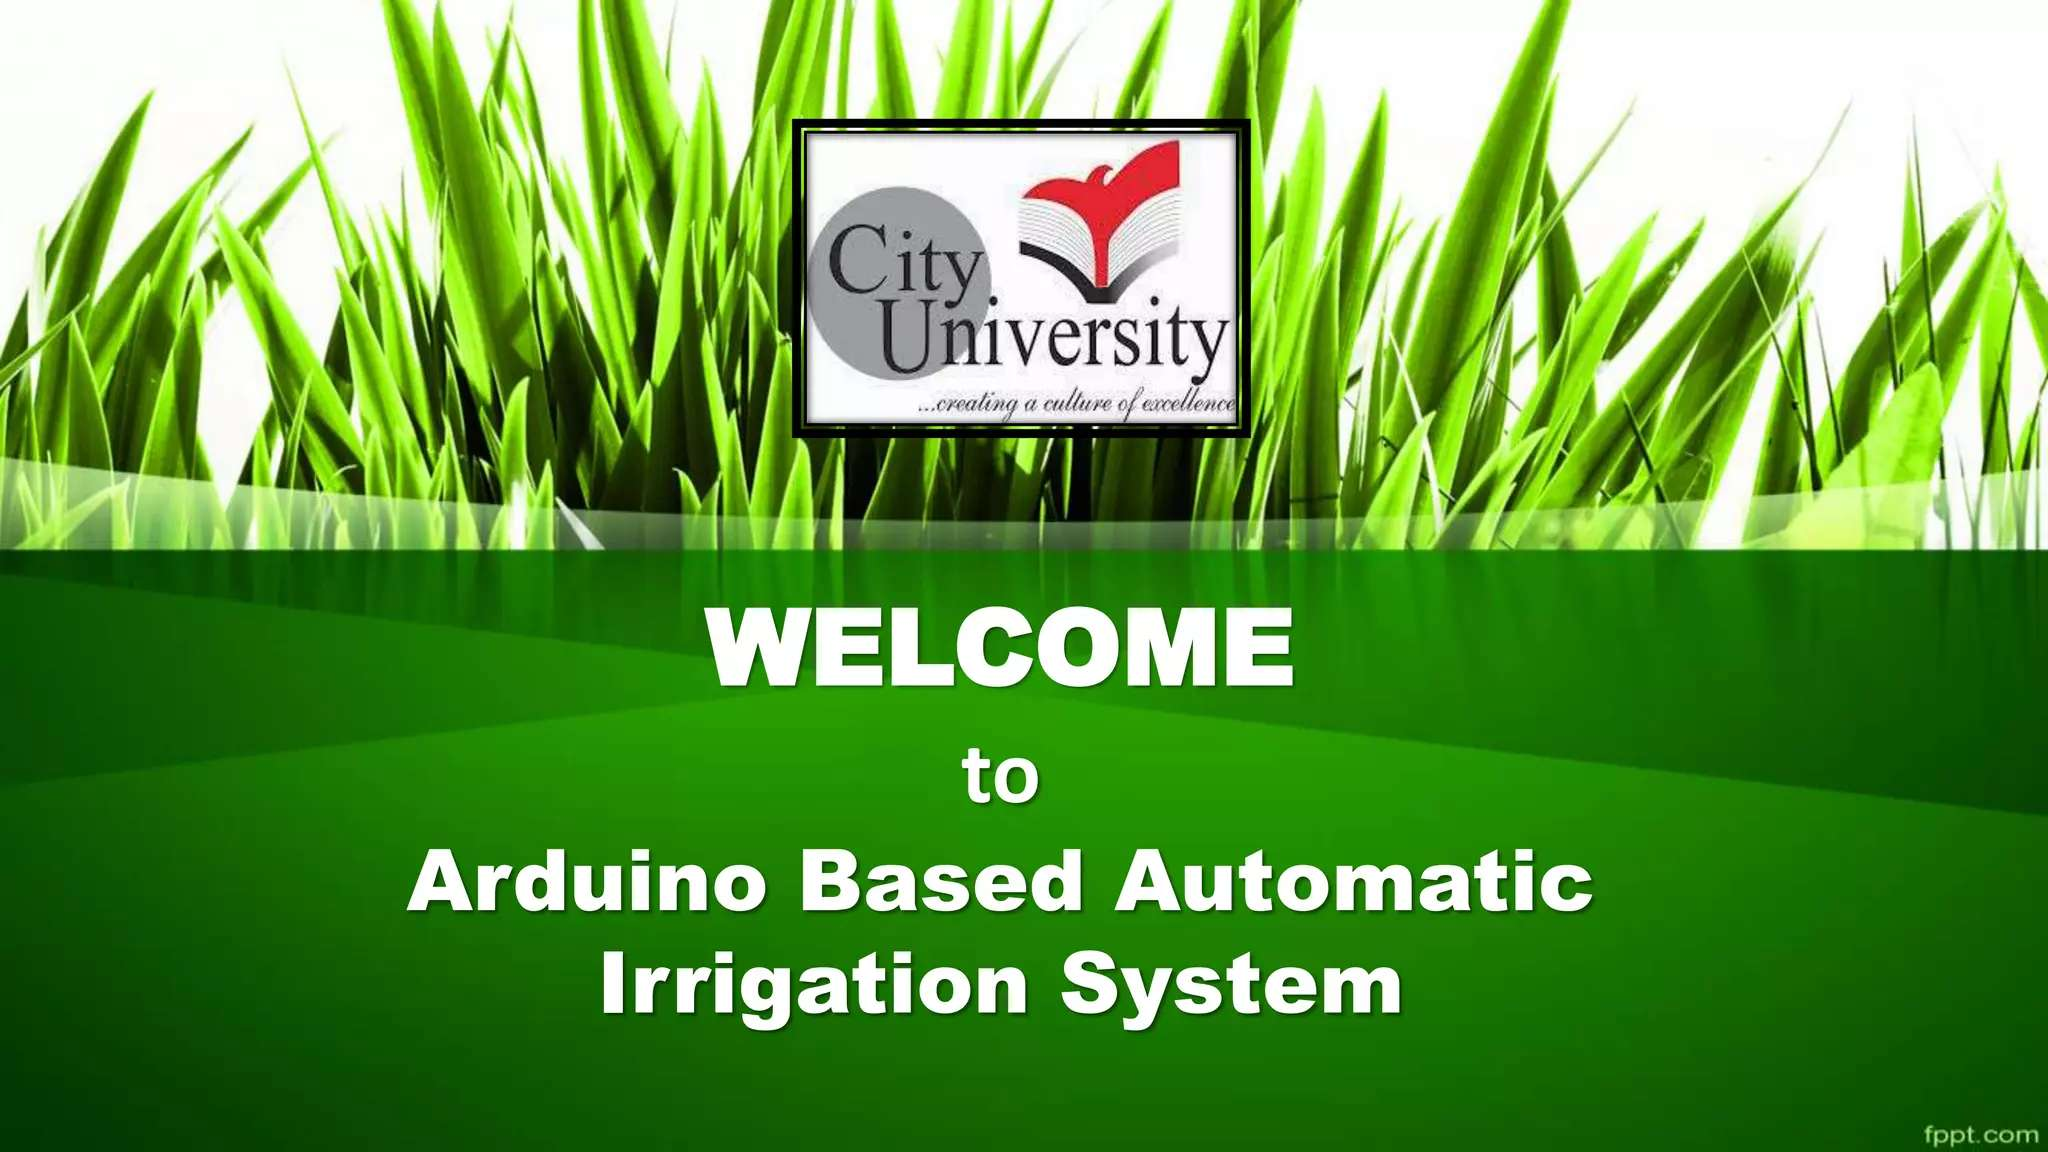 City
University
...creating a culture of excellence
WELCOME
to
Arduino Based Automatic
Irrigation System
fppt.com